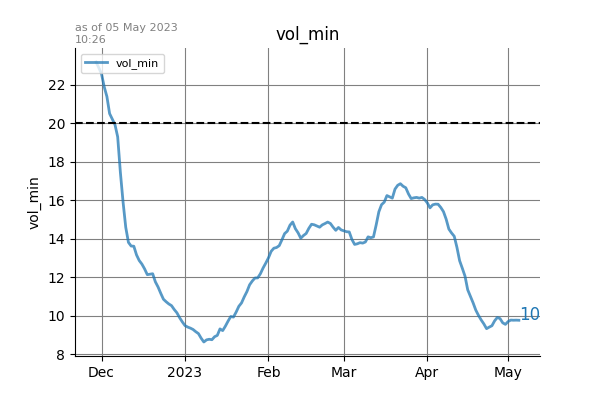 as of 05 May 2023
10:26
vol_min
vol_min
vol_min
22
20
18
16
14
12
10
8
10
Dec
2023
Feb
Mar
Apr
May